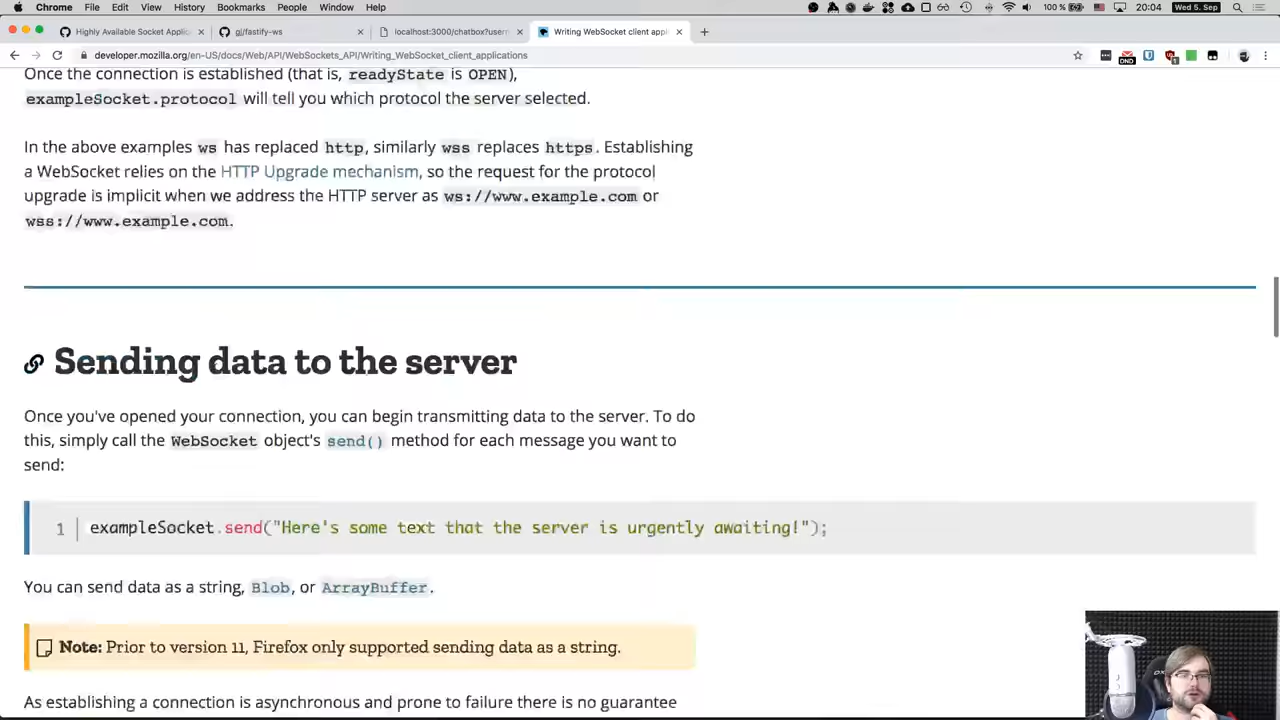 Chrome File Edit View History Bookmarks People Window Help 100 % 20:04 Wed 5. Sep
Highly Available Socket Applic
gj/fastify-ws
localhost:3000/chatbox?usern
Writing WebSocket client appli
developer.mozilla.org/en-US/docs/Web/API/WebSockets_API/Writing_WebSocket_client_applications
DND
Once the connection is established (that is, readyState is OPEN),
exampleSocket.protocol will tell you which protocol the server selected.
In the above examples ws has replaced http, similarly wss replaces https. Establishing
a WebSocket relies on the HTTP Upgrade mechanism, so the request for the protocol
upgrade is implicit when we address the HTTP server as ws://www.example.com or
wss://www.example.com.
Sending data to the server
Once you've opened your connection, you can begin transmitting data to the server. To do
this, simply call the WebSocket object's send() method for each message you want to
send:
1 exampleSocket.send("Here's some text that the server is urgently awaiting!");
You can send data as a string, Blob, or ArrayBuffer.
Note: Prior to version 11, Firefox only supported sending data as a string.
As establishing a connection is asynchronous and prone to failure there is no guarantee